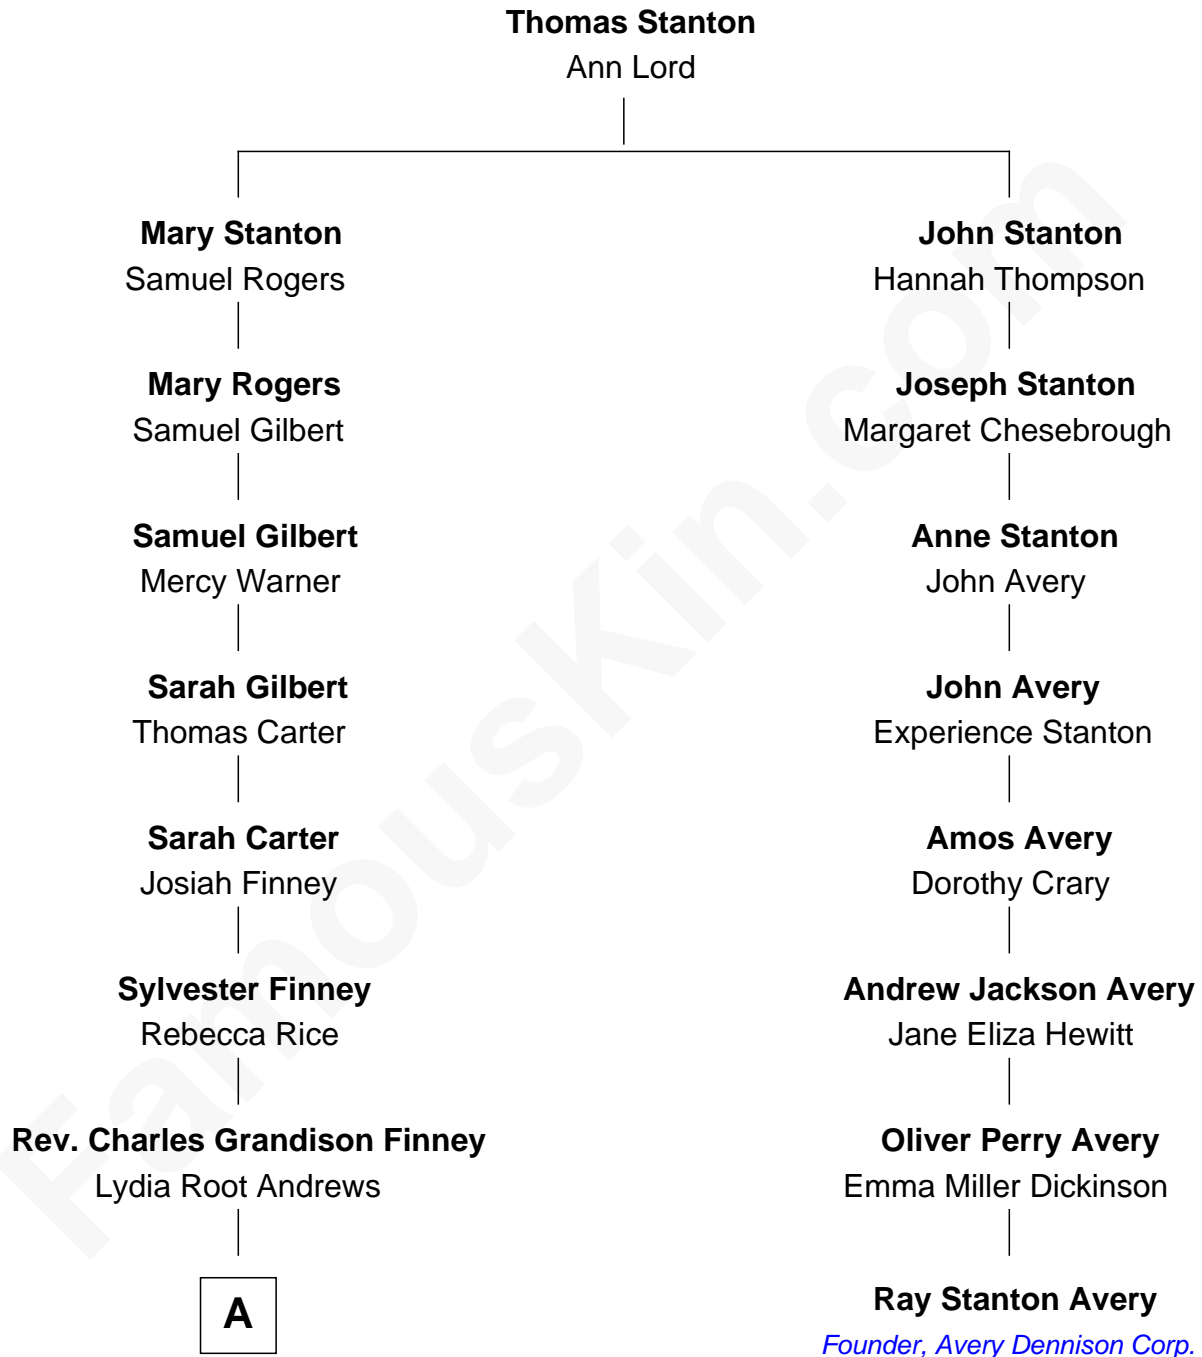 Thomas Stanton
Ann Lord
Mary Stanton
Samuel Rogers
John Stanton
Hannah Thompson
Mary Rogers
Samuel Gilbert
Joseph Stanton
Margaret Chesebrough
Samuel Gilbert
Mercy Warner
Anne Stanton
John Avery
Sarah Gilbert
Thomas Carter
John Avery
Experience Stanton
Sarah Carter
Josiah Finney
Amos Avery
Dorothy Crary
Sylvester Finney
Rebecca Rice
Andrew Jackson Avery
Jane Eliza Hewitt
Rev. Charles Grandison Finney
Lydia Root Andrews
Oliver Perry Avery
Emma Miller Dickinson
A
Ray Stanton Avery
Founder, Avery Dennison Corp.
FamousKin.com